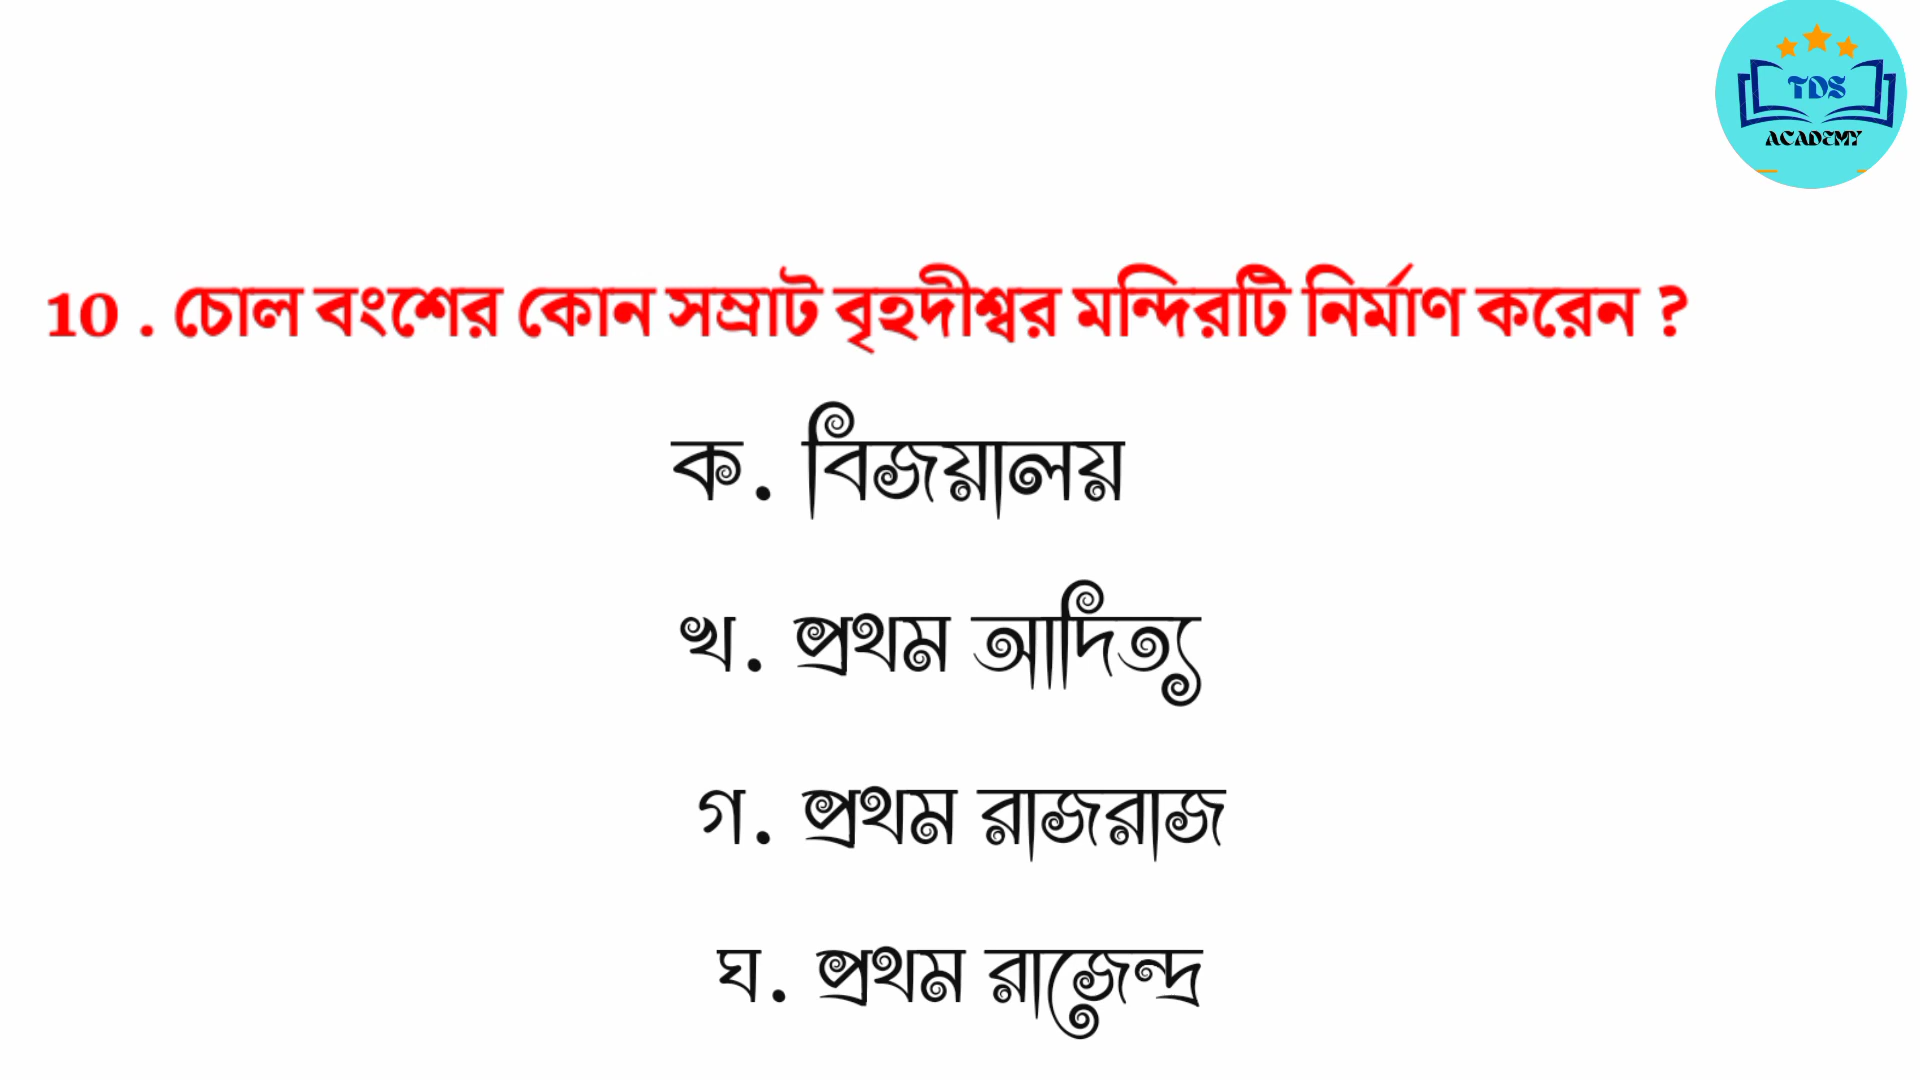 TDS
ACADEMY
10 . চোল বংশের কোন সম্রাট বৃহদীশ্বর মন্দিরটি নির্মাণ করেন ?
ক. বিজয়ালয়
খ. প্রথম আদিত্য
গ. প্রথম রাজরাজ
ঘ. প্রথম রাজেন্দ্র